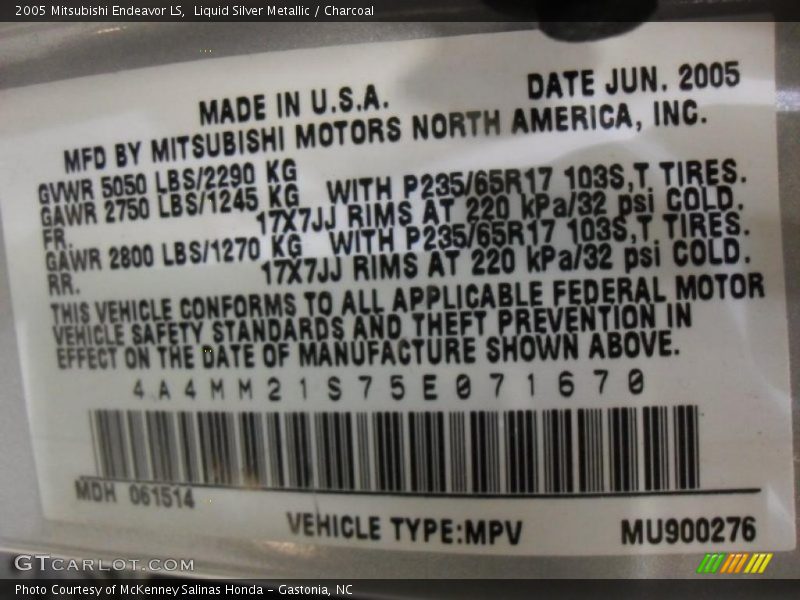 2005 Mitsubishi Endeavor LS,  Liquid Silver Metallic / Charcoal
MADE IN U.S.A. DATE JUN. 2005
MFD BY MITSUBISHI MOTORS NORTH AMERICA, INC.
GVWR 5050 LBS/2290 KG
GAWR 2750 LBS/1245 KG WITH P235/65R17 103S,T TIRES.
FR. 17X7JJ RIMS AT 220 kPa/32 psi COLD.
GAWR 2800 LBS/1270 KG WITH P235/65R17 103S,T TIRES.
RR. 17X7JJ RIMS AT 220 kPa/32 psi COLD.
THIS VEHICLE CONFORMS TO ALL APPLICABLE FEDERAL MOTOR
VEHICLE SAFETY STANDARDS AND THEFT PREVENTION IN
EFFECT ON THE DATE OF MANUFACTURE SHOWN ABOVE.
4A4MM21S75E071670
MDH 061514
VEHICLE TYPE:MPV MU900276
GTCARLOT.COM
Photo Courtesy of McKenney Salinas Honda - Gastonia, NC